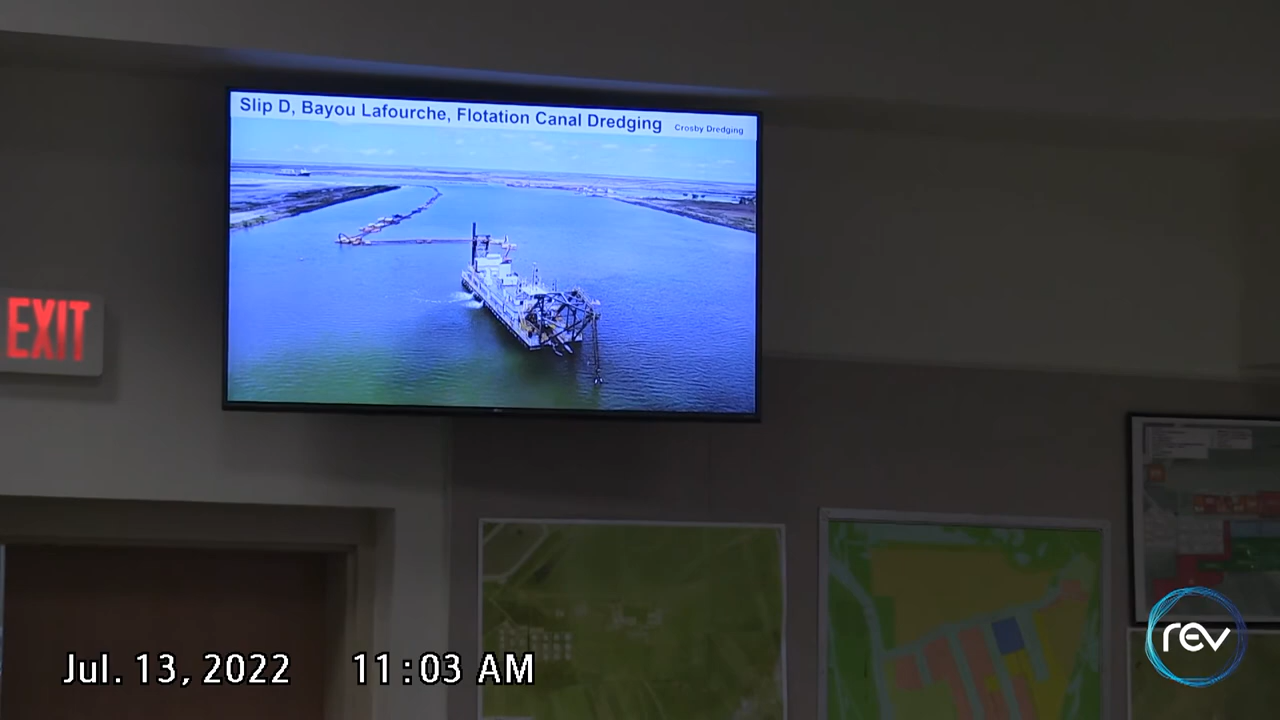 Slip D, Bayou Lafourche, Flotation Canal Dredging Crosby Dredging
EXIT
Jul. 13, 2022 11:03 AM
rev